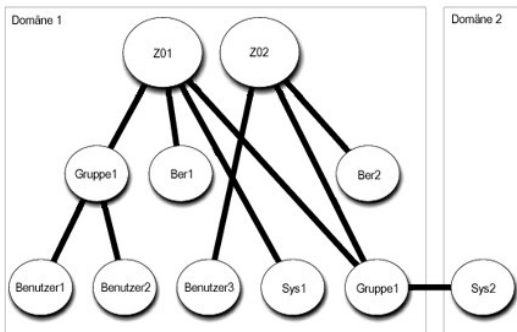 Domäne 1
Domäne 2
Z01
Z02
Gruppe1
Ber1
Ber2
Benutzer1
Benutzer2
Benutzer3
Sys1
Gruppe1
Sys2